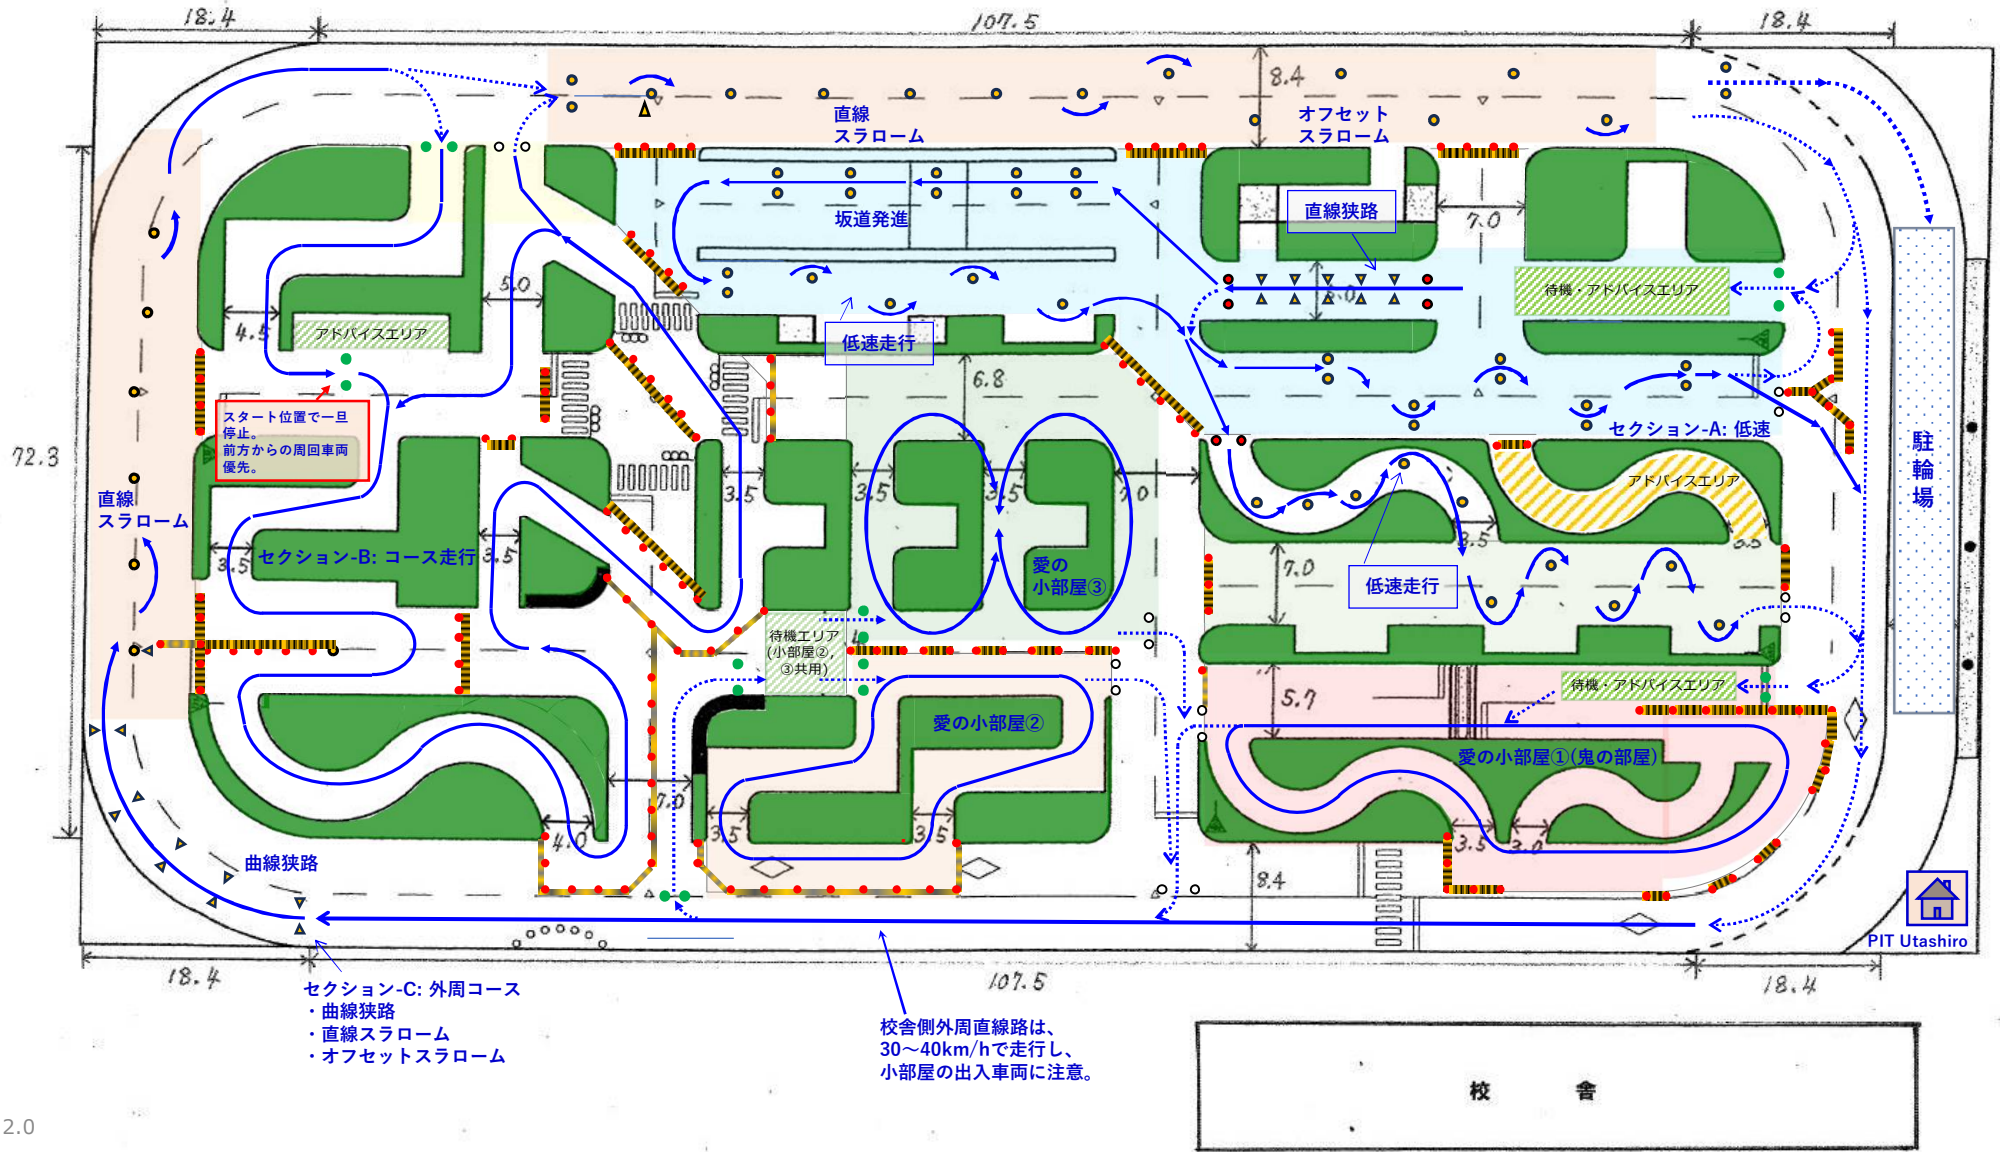 18.4
107.5
18.4
8.4
直線
スラローム
オフセット
スラローム
直線狭路
坂道発進
7.0
5.0
4.5
アドバイスエリア
待機・アドバイスエリア
低速走行
6.8
スタート位置で一旦
停止。
前方からの周回車両
優先。
セクション-A: 低速
72.3
駐
輪
場
直線
スラローム
3.5
3.5
3.5
7.0
アドバイスエリア
3.5
3.5
セクション-B: コース走行
3.5
3.5
愛の
小部屋③
7.0
低速走行
待機エリア
(小部屋②,
③共用)
5.7
待機・アドバイスエリア
愛の小部屋②
愛の小部屋①(鬼の部屋)
7.0
4.0
3.5
3.5
3.5
3.0
曲線狭路
8.4
PIT Utashiro
18.4
107.5
18.4
セクション-C: 外周コース
・曲線狭路
・直線スラローム
・オフセットスラローム
校舎側外周直線路は、
30～40km/hで走行し、
小部屋の出入車両に注意。
校 舎
2.0